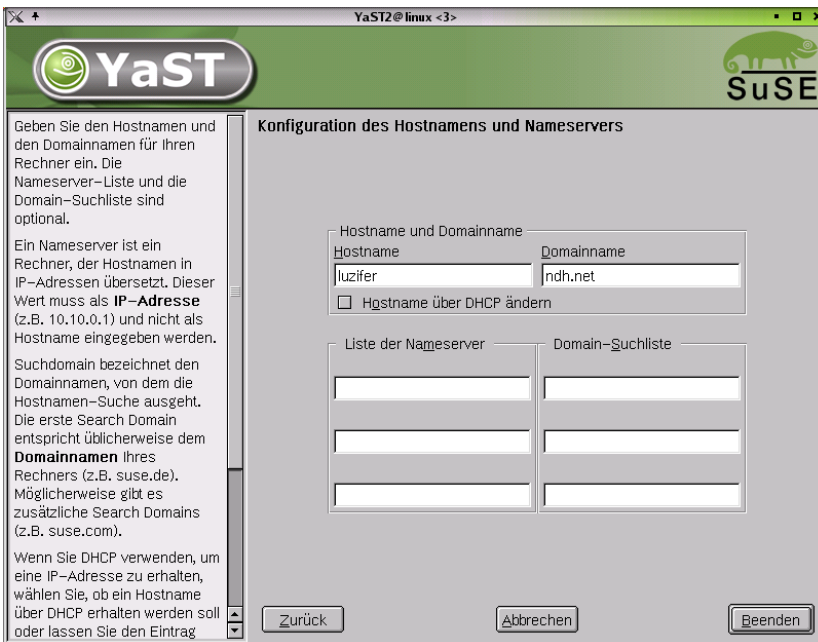 YaST2@linux <3>
YaST
SuSE
Geben Sie den Hostnamen und
den Domainnamen für Ihren
Rechner ein. Die
Nameserver-Liste und die
Domain-Suchliste sind
optional.
Ein Nameserver ist ein
Rechner, der Hostnamen in
IP-Adressen übersetzt. Dieser
Wert muss als IP-Adresse
(z.B. 10.10.0.1) und nicht als
Hostname eingegeben werden.
Suchdomain bezeichnet den
Domainnamen, von dem die
Hostnamen-Suche ausgeht.
Die erste Search Domain
entspricht üblicherweise dem
Domainnamen Ihres
Rechners (z.B. suse.de).
Möglicherweise gibt es
zusätzliche Search Domains
(z.B. suse.com).
Wenn Sie DHCP verwenden, um
eine IP-Adresse zu erhalten,
wählen Sie, ob ein Hostname
über DHCP erhalten werden soll
oder lassen Sie den Eintrag
Konfiguration des Hostnamens und Nameservers
Hostname und Domainname
Hostname Domainname
luzifer ndh.net
Hostname über DHCP ändern
Liste der Nameserver Domain-Suchliste
Zurück Abbrechen Beenden